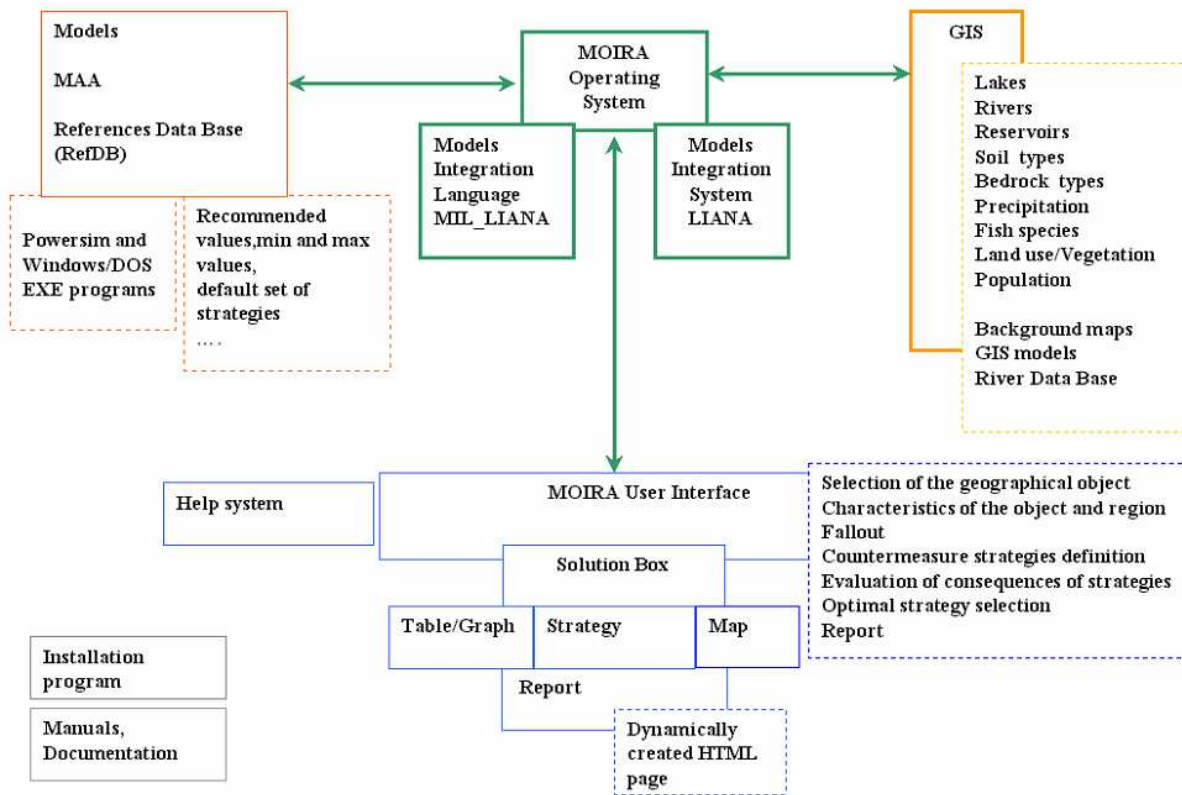 Models
MAA
References Data Base
(RefDB)
Powersim and
Windows/DOS
EXE programs
Recommended
values,min and max
values,
default set of
strategies
... .
MOIRA
Operating
System
Models
Integration
Language
MIL_LIANA
Models
Integration
System
LIANA
GIS
Lakes
Rivers
Reservoirs
Soil types
Bedrock types
Precipitation
Fish species
Land use/Vegetation
Population
Background maps
GIS models
River Data Base
Help system
MOIRA User Interface
Solution Box
Table/Graph
Strategy
Map
Report
Dynamically
created HTML
page
Selection of the geographical object
Characteristics of the object and region
Fallout
Countermeasure strategies definition
Evaluation of consequences of strategies
Optimal strategy selection
Report
Installation
program
Manuals,
Documentation